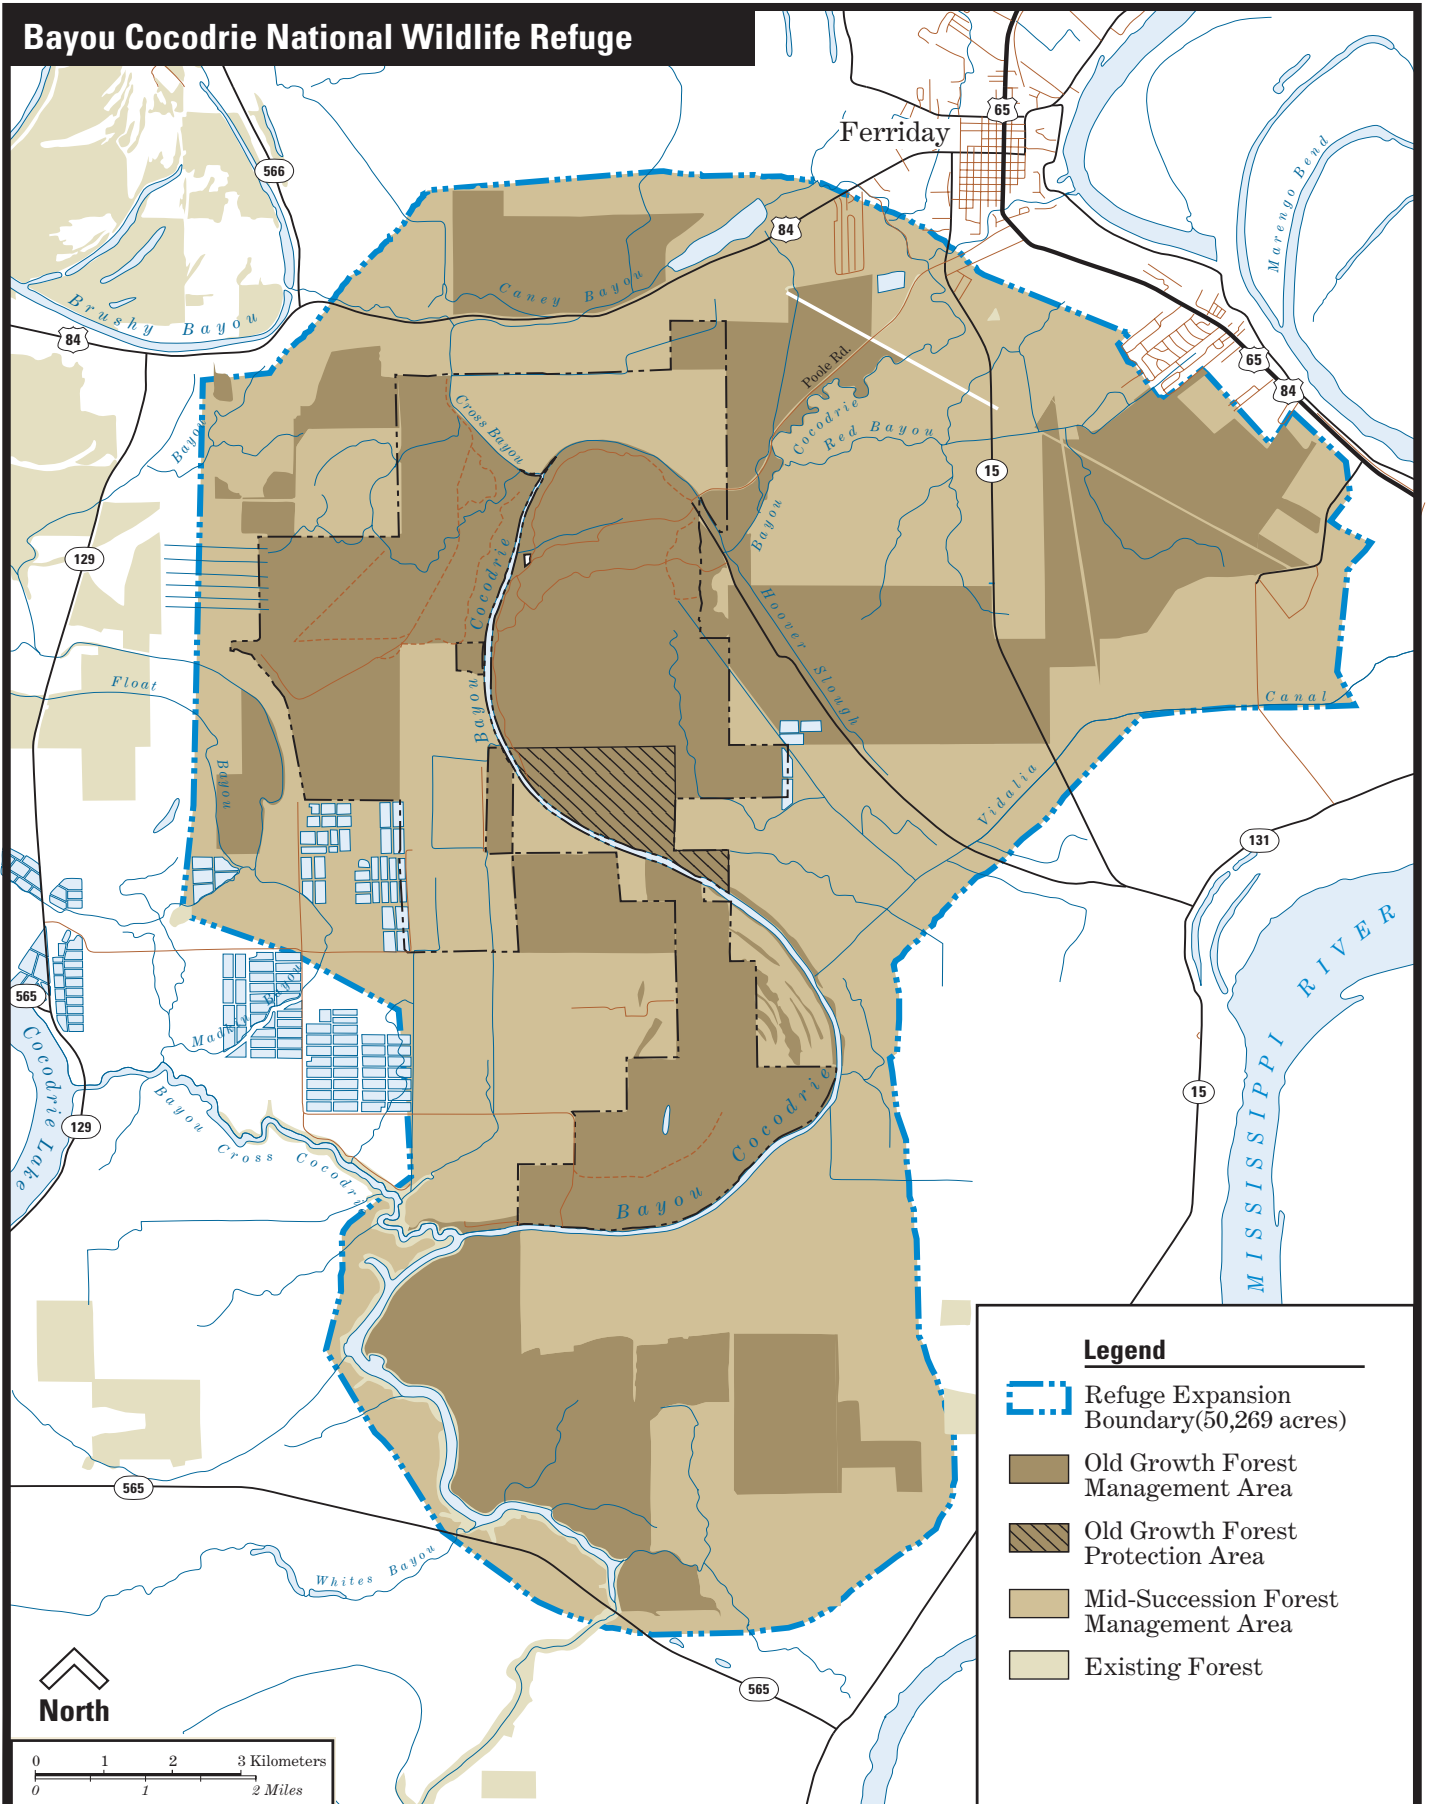 Bayou Cocodrie National Wildlife Refuge
65
Ferriday
566
Marengo Bend
84
Caney Bayou
Brushy Bayou
84
65
84
Poole Rd.
Cross Bayou
Cocodrie
Red Bayou
Bayou
15
Bayou
129
Cocodrie
Hoover Slough
Float
Bayou
Canal
Bayou
Vidalia
131
MISSISSIPPI RIVER
565
Madkin Bayou
Cocodrie Lake
129
Bayou Cross Cocodri
15
Bayou Cocodrie
Legend
Refuge Expansion
Boundary(50,269 acres)
Old Growth Forest
Management Area
Old Growth Forest
Protection Area
Mid-Succession Forest
Management Area
Existing Forest
565
Whites Bayou
565
North
0 1 2 3 Kilometers
0 1 2 Miles